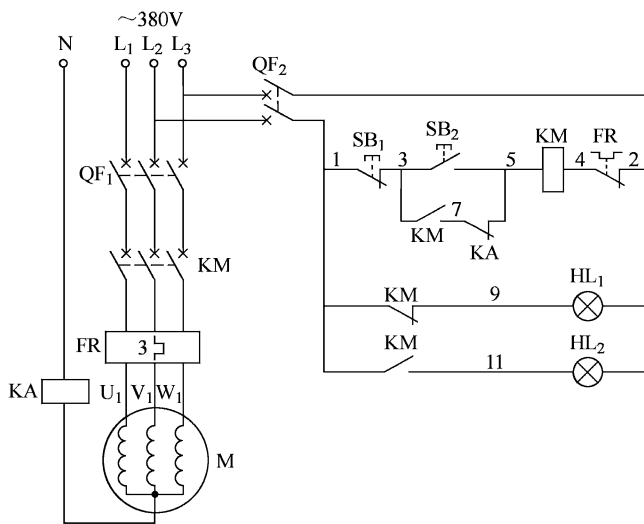 ～380V
N L₁ L₂ L₃
QF₂
SB₁ SB₂ KM FR
1 3 5 4 2
QF₁
7
KM KA
KM
KM 9 HL₁
FR 3
KM 11 HL₂
KA
U₁ V₁ W₁
M